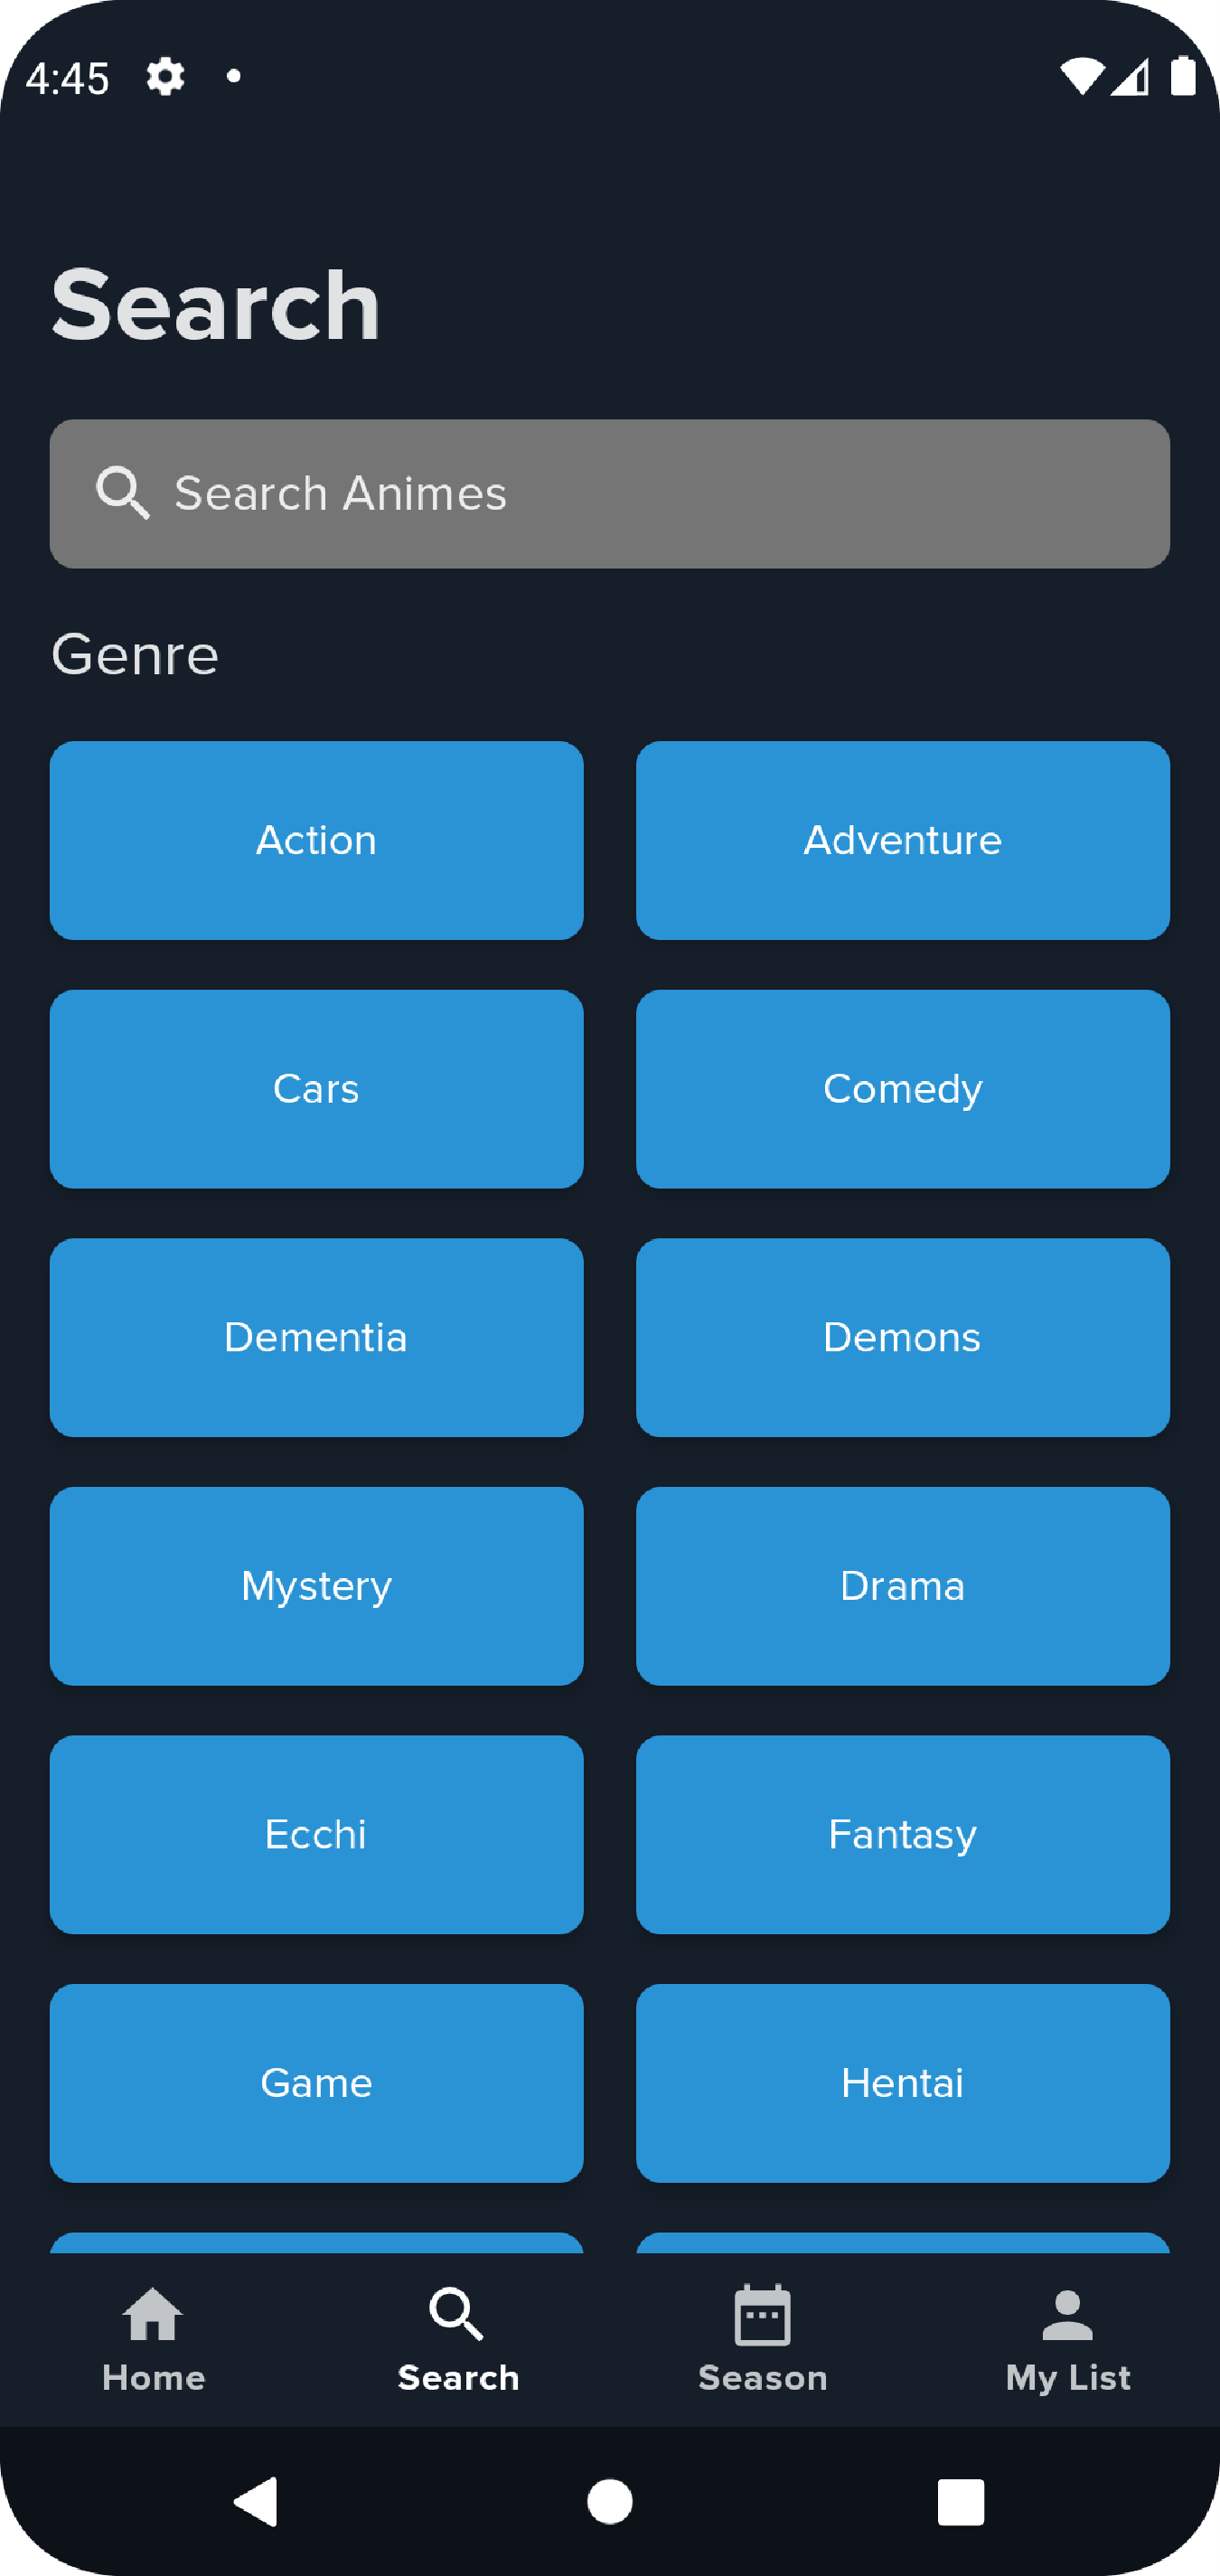 4:45
Search
Search Animes
Genre
Action
Adventure
Cars
Comedy
Dementia
Demons
Mystery
Drama
Ecchi
Fantasy
Game
Hentai
Home
Search
Season
My List